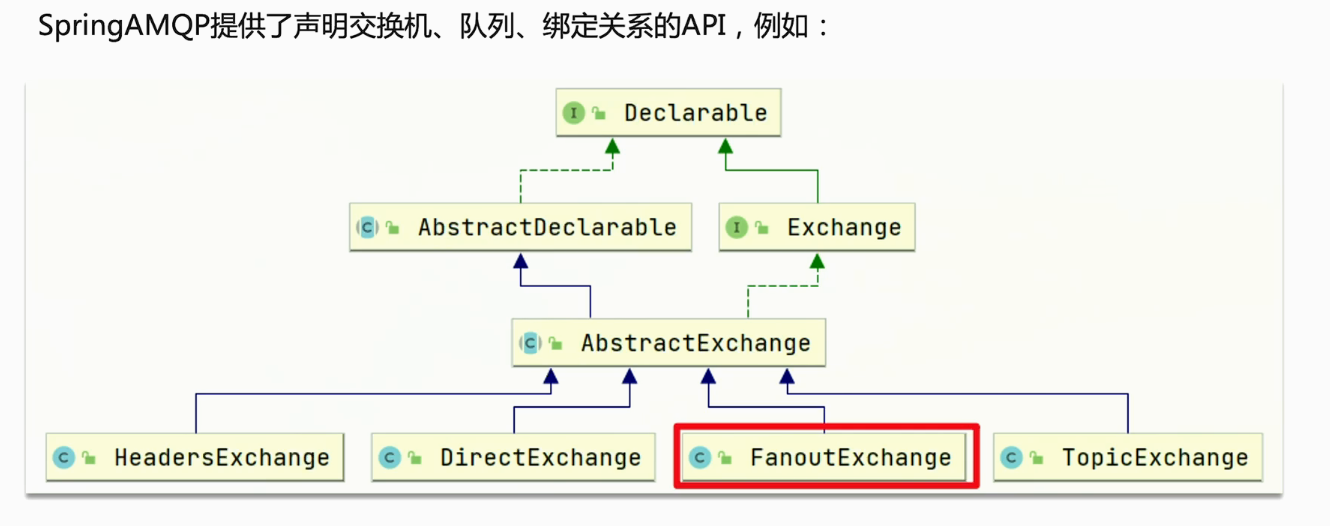 SpringAMQP提供了声明交换机、队列、绑定关系的API，例如：
I Declarable
C AbstractDeclarable
I Exchange
C AbstractExchange
C HeadersExchange
C DirectExchange
C FanoutExchange
C TopicExchange